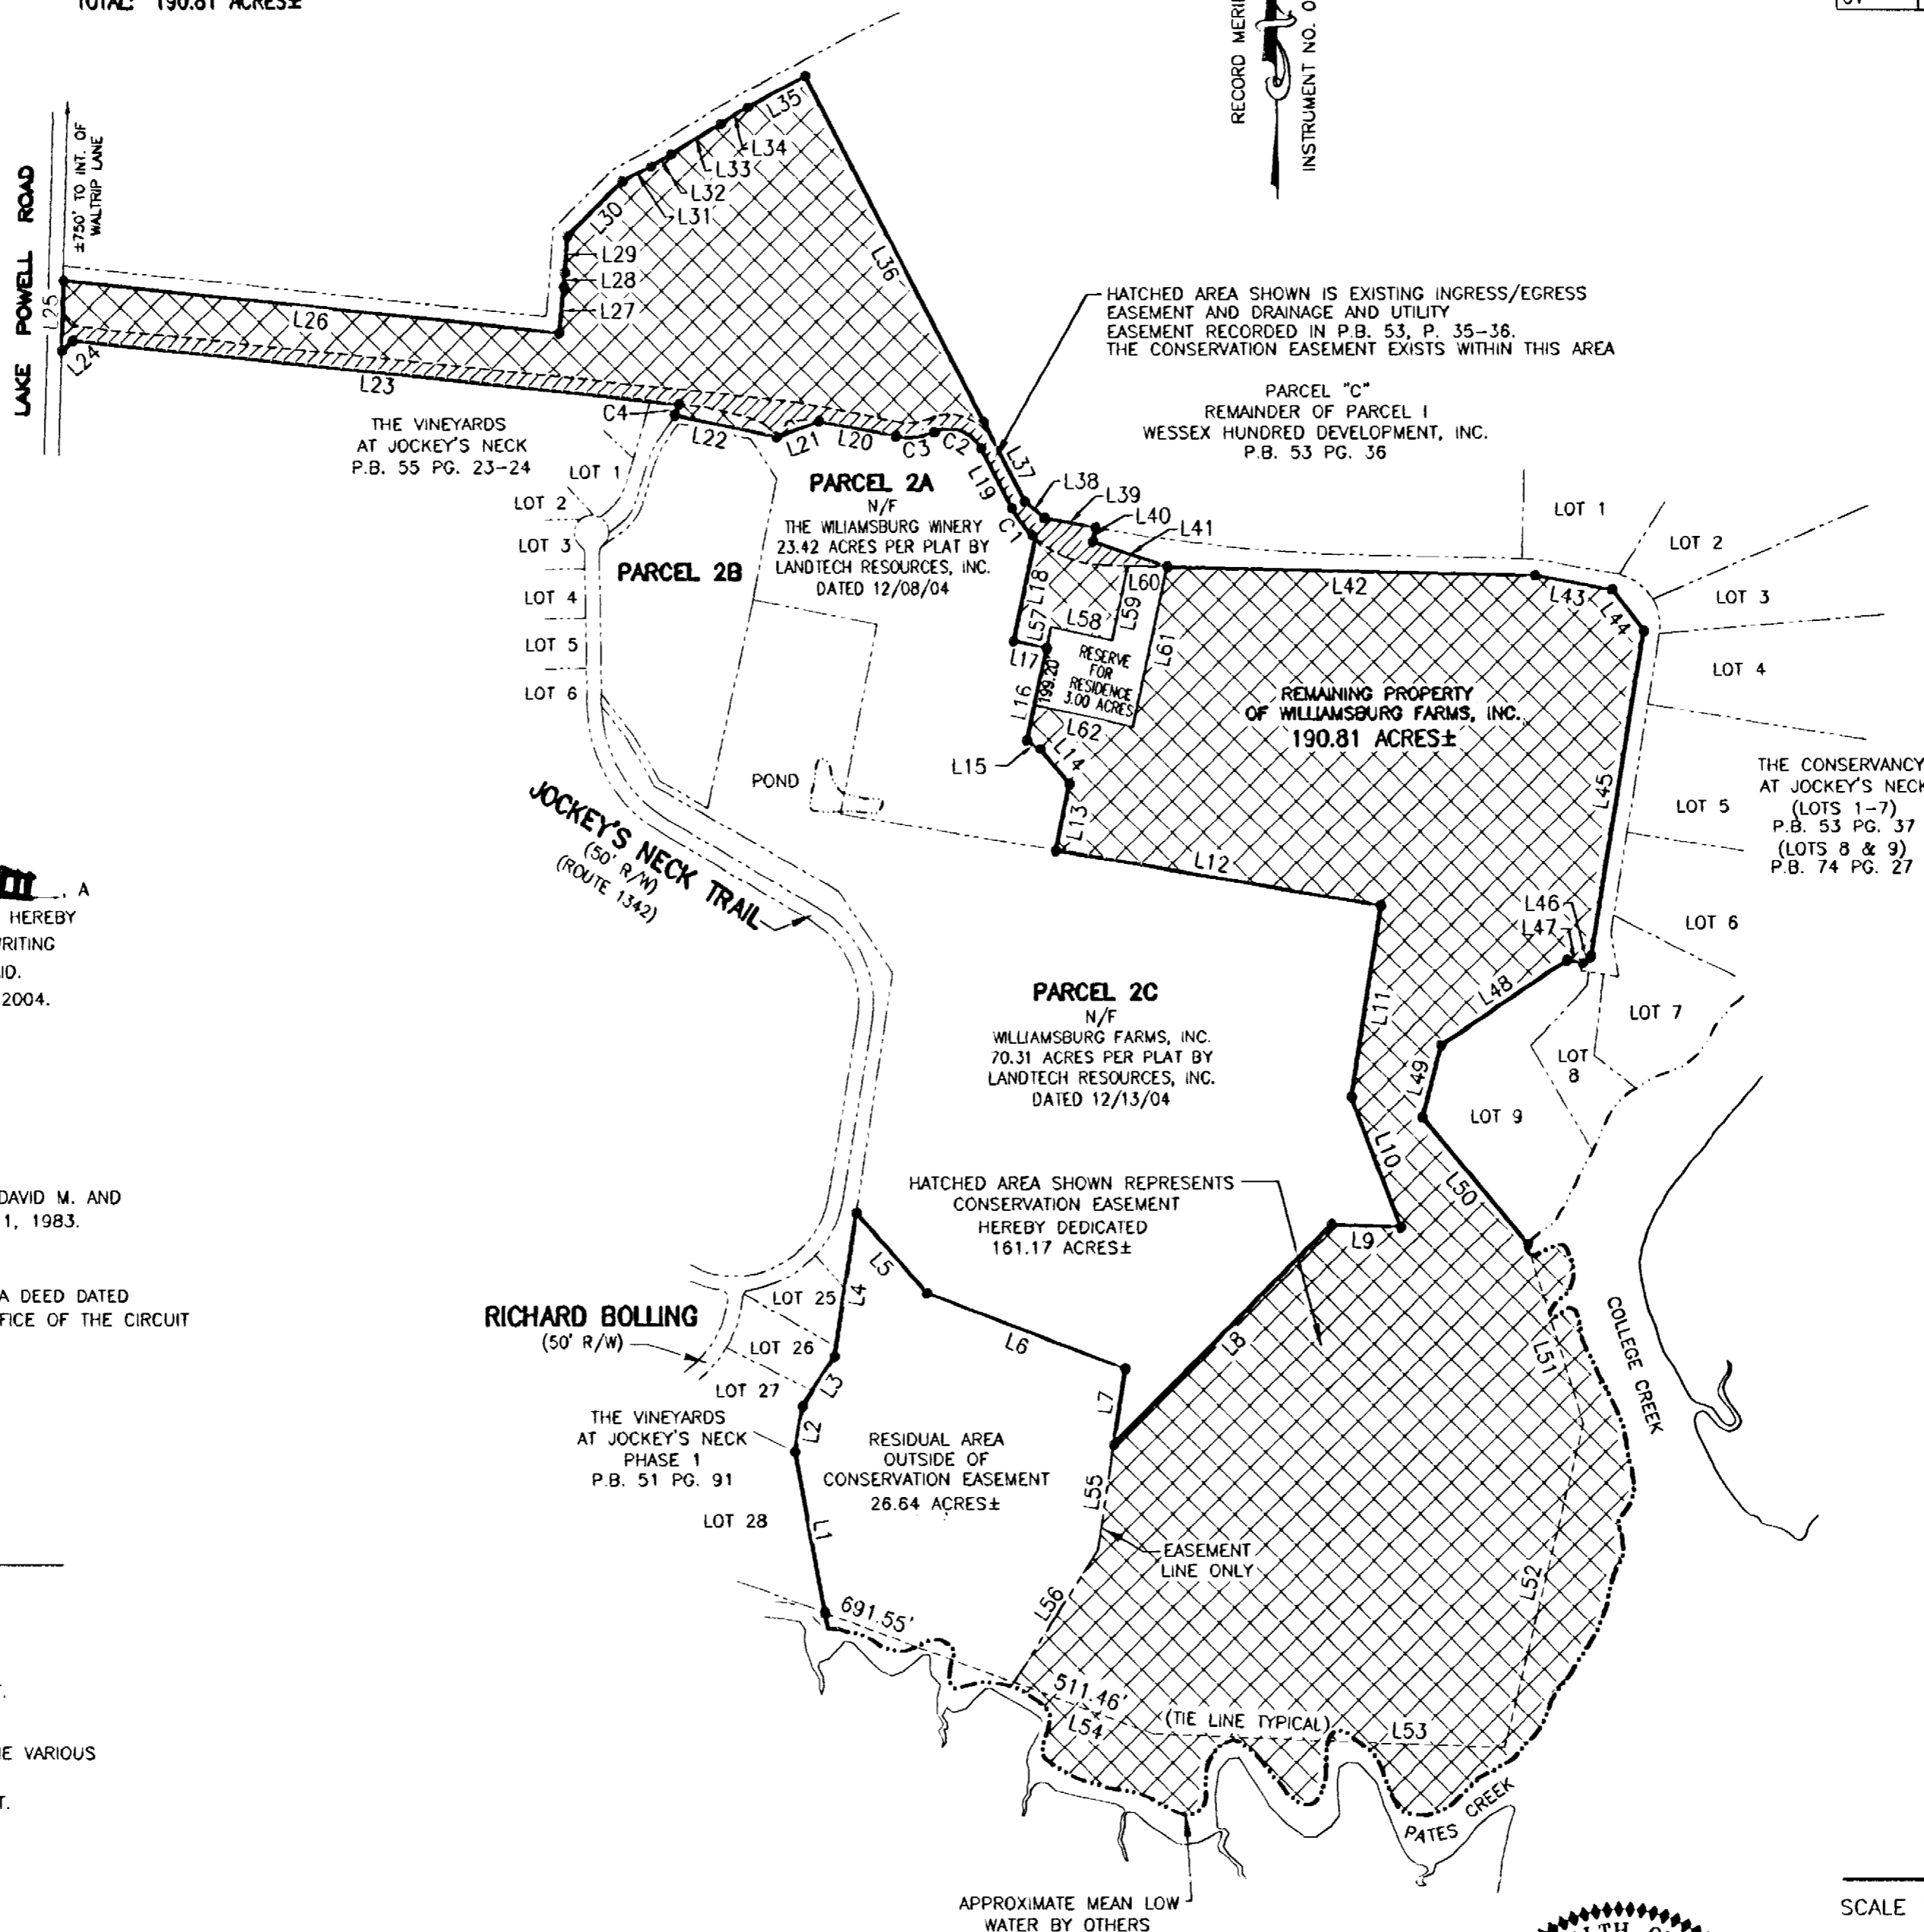 TOTAL: 190.81 ACRES±
RECORD MERI
INSTRUMENT NO. 0
LAKE POWELL ROAD
±750' TO INT. OF
WALTRIP LANE
L35
L34
L33
L32
L31
L30
L29
L28
L27
L36
L25
L26
L24
L23
HATCHED AREA SHOWN IS EXISTING INGRESS/EGRESS
EASEMENT AND DRAINAGE AND UTILITY
EASEMENT RECORDED IN P.B. 53, P. 35-36.
THE CONSERVATION EASEMENT EXISTS WITHIN THIS AREA
PARCEL "C"
REMAINDER OF PARCEL I
WESSEX HUNDRED DEVELOPMENT, INC.
P.B. 53 PG. 36
THE VINEYARDS
AT JOCKEY'S NECK
P.B. 55 PG. 23-24
C4
L22
L21
L20
C3
C2
L19
C1
L37
L38
L39
L40
L41
LOT 1
LOT 2
LOT 3
LOT 4
LOT 5
LOT 6
PARCEL 2A
N/F
THE WILIAMSBURG WINERY
23.42 ACRES PER PLAT BY
LANDTECH RESOURCES, INC.
DATED 12/08/04
PARCEL 2B
LOT 1
LOT 2
LOT 3
LOT 4
LOT 5
LOT 6
LOT 7
LOT
8
LOT 9
L42
L43
L44
L45
L18
L57
L58
L59
L60
L61
L17
L16
199.20
L62
L15
L14
L13
L12
RESERVE
FOR
RESIDENCE
3.00 ACRES
REMAINING PROPERTY
OF WILLIAMSBURG FARMS, INC.
190.81 ACRES±
THE CONSERVANCY
AT JOCKEY'S NECK
(LOTS 1-7)
P.B. 53 PG. 37
(LOTS 8 & 9)
P.B. 74 PG. 27
POND
JOCKEY'S NECK TRAIL
(50' R/W)
(ROUTE 1342)
, A
HEREBY
RITING
ID.
2004.
L46
L47
L48
L49
L50
L11
L10
L9
PARCEL 2C
N/F
WILLIAMSBURG FARMS, INC.
70.31 ACRES PER PLAT BY
LANDTECH RESOURCES, INC.
DATED 12/13/04
HATCHED AREA SHOWN REPRESENTS
CONSERVATION EASEMENT
HEREBY DEDICATED
161.17 ACRES±
DAVID M. AND
1, 1983.
A DEED DATED
FICE OF THE CIRCUIT
RICHARD BOLLING
(50' R/W)
LOT 25
LOT 26
LOT 27
LOT 28
THE VINEYARDS
AT JOCKEY'S NECK
PHASE 1
P.B. 51 PG. 91
L5
L4
L3
L2
L1
L6
L7
L8
L51
L52
COLLEGE CREEK
RESIDUAL AREA
OUTSIDE OF
CONSERVATION EASEMENT
26.64 ACRES±
L55
L56
EASEMENT
LINE ONLY
691.55'
511.46'
L54
(TIE LINE TYPICAL)
L53
PATES CREEK
APPROXIMATE MEAN LOW
WATER BY OTHERS
T.
IE VARIOUS
T.
SCALE